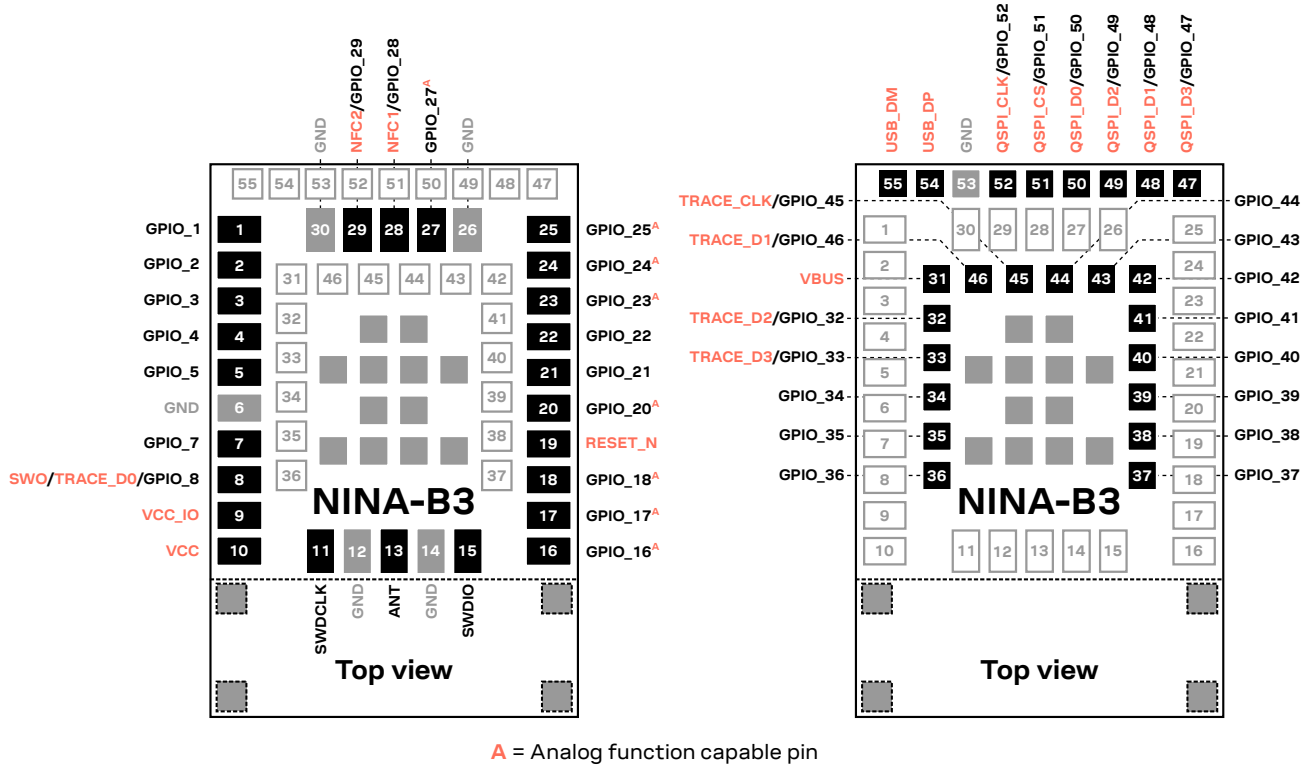 GND
NFC2/GPIO_29
NFC1/GPIO_28
GPIO_27A
GND
55 54 53 52 51 50 49 48 47
30 29 28 27 26
GPIO_1 1
GPIO_2 2
GPIO_3 3
GPIO_4 4
GPIO_5 5
GND 6
GPIO_7 7
SWO/TRACE_D0/GPIO_8 8
VCC_IO 9
VCC 10
31 46 45 44 43 42
32
33
34
35
36
41
40
39
38
37
25 GPIO_25A
24 GPIO_24A
23 GPIO_23A
22 GPIO_22
21 GPIO_21
20 GPIO_20A
19 RESET_N
18 GPIO_18A
17 GPIO_17A
16 GPIO_16A
NINA-B3
11 12 13 14 15
SWDCLK
GND
ANT
GND
SWDIO
Top view
USB_DM
USB_DP
GND
QSPI_CLK/GPIO_52
QSPI_CS/GPIO_51
QSPI_D0/GPIO_50
QSPI_D2/GPIO_49
QSPI_D1/GPIO_48
QSPI_D3/GPIO_47
55 54 53 52 51 50 49 48 47
30 29 28 27 26
TRACE_CLK/GPIO_45
TRACE_D1/GPIO_46
VBUS
TRACE_D2/GPIO_32
TRACE_D3/GPIO_33
GPIO_34
GPIO_35
GPIO_36
1
2
3
4
5
6
7
8
9
10
31 46 45 44 43 42
32
33
34
35
36
41
40
39
38
37
25
24
23
22
21
20
19
18
17
16
GPIO_44
GPIO_43
GPIO_42
GPIO_41
GPIO_40
GPIO_39
GPIO_38
GPIO_37
NINA-B3
11 12 13 14 15
Top view
A = Analog function capable pin